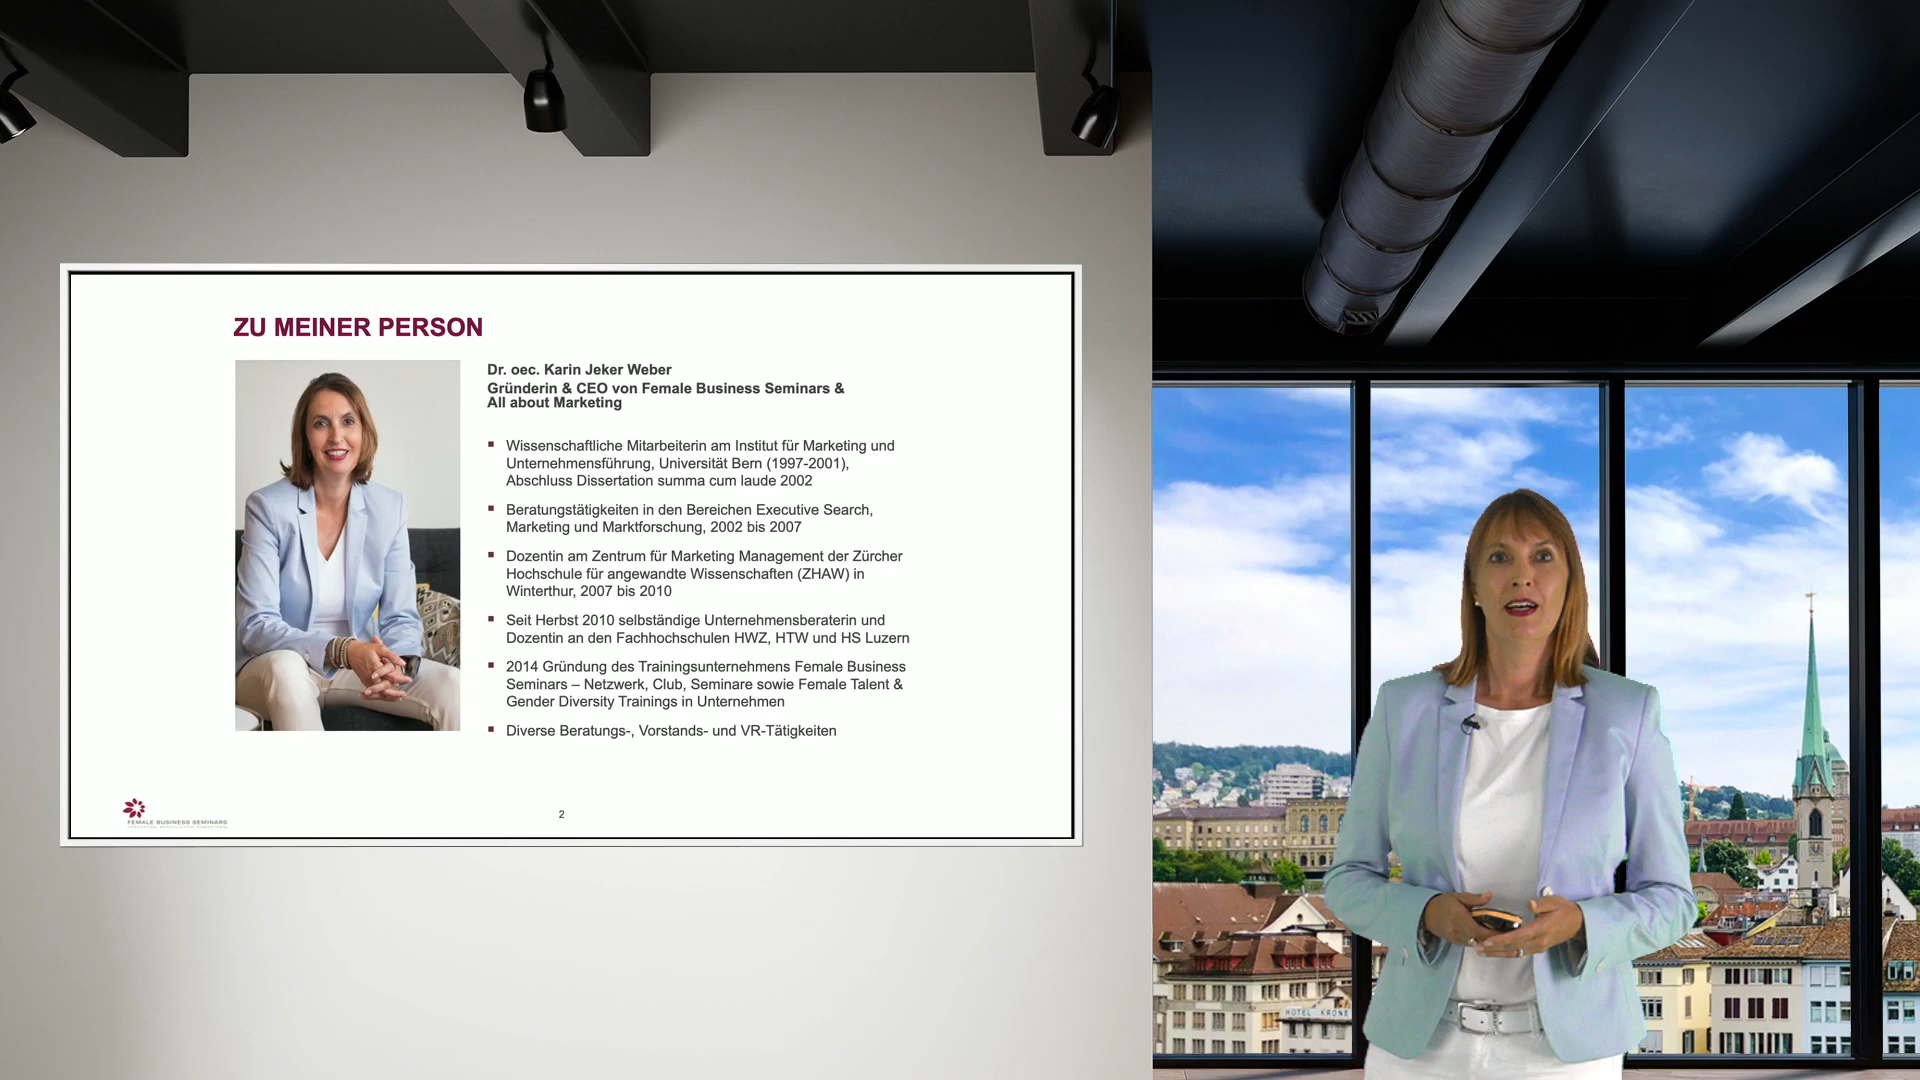 ZU MEINER PERSON
Dr. oec. Karin Jeker Weber
Gründerin & CEO von Female Business Seminars &
All about Marketing
▪ Wissenschaftliche Mitarbeiterin am Institut für Marketing und
Unternehmensführung, Universität Bern (1997-2001),
Abschluss Dissertation summa cum laude 2002
▪ Beratungstätigkeiten in den Bereichen Executive Search,
Marketing und Marktforschung, 2002 bis 2007
▪ Dozentin am Zentrum für Marketing Management der Zürcher
Hochschule für angewandte Wissenschaften (ZHAW) in
Winterthur, 2007 bis 2010
▪ Seit Herbst 2010 selbständige Unternehmensberaterin und
Dozentin an den Fachhochschulen HWZ, HTW und HS Luzern
▪ 2014 Gründung des Trainingsunternehmens Female Business
Seminars – Netzwerk, Club, Seminare sowie Female Talent &
Gender Diversity Trainings in Unternehmen
▪ Diverse Beratungs-, Vorstands- und VR-Tätigkeiten
FEMALE BUSINESS SEMINARS
2
HOTEL KRONE